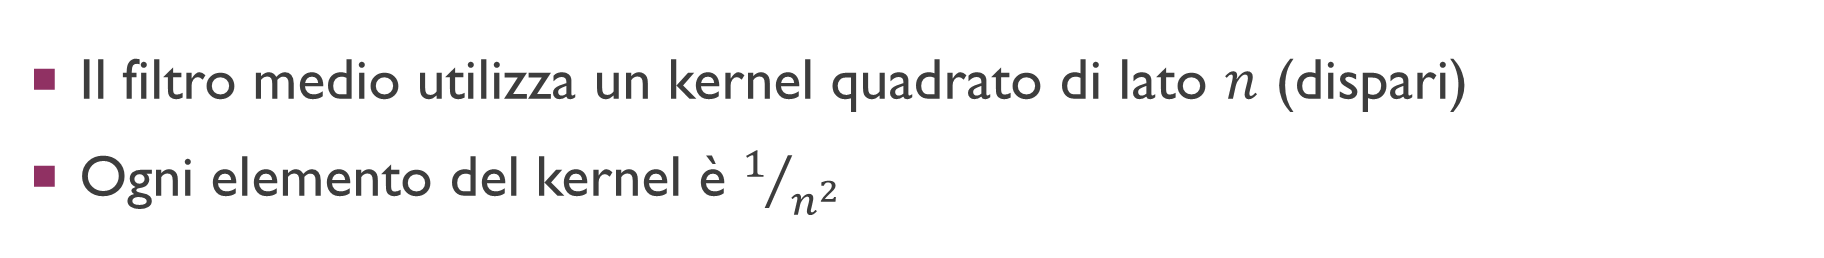 ▪ Il filtro medio utilizza un kernel quadrato di lato n (dispari)
▪ Ogni elemento del kernel è 1/n²